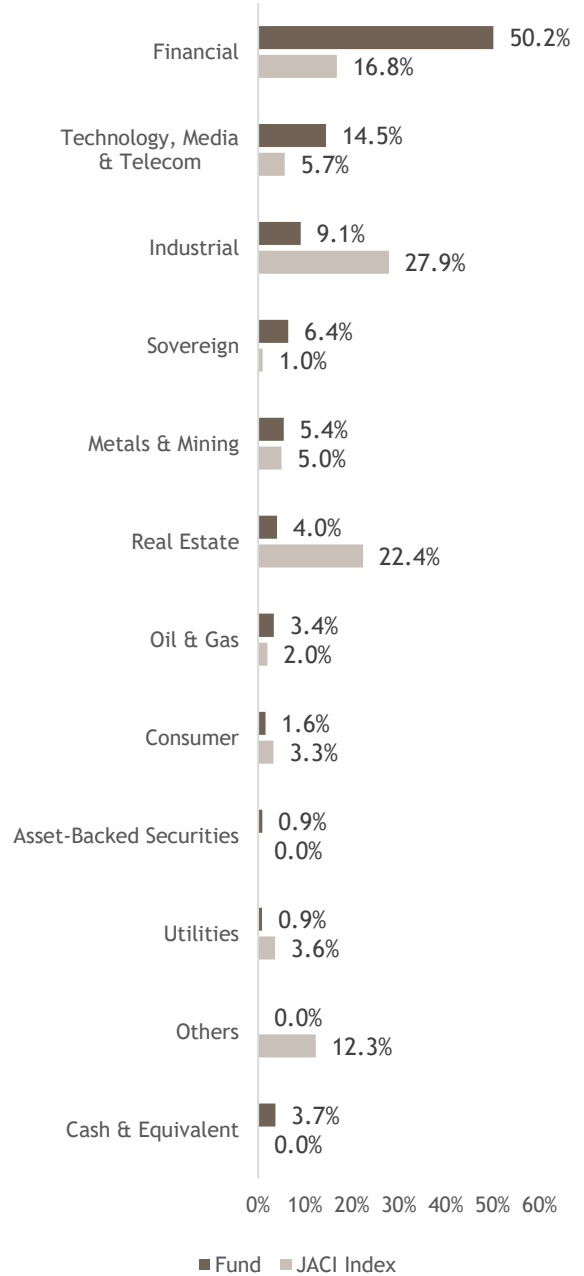 Financial
50.2%
16.8%
Technology, Media
& Telecom
14.5%
5.7%
Industrial
9.1%
27.9%
Sovereign
6.4%
1.0%
Metals & Mining
5.4%
5.0%
Real Estate
4.0%
22.4%
Oil & Gas
3.4%
2.0%
Consumer
1.6%
3.3%
Asset-Backed Securities
0.9%
0.0%
Utilities
0.9%
3.6%
Others
0.0%
12.3%
Cash & Equivalent
3.7%
0.0%
0% 10% 20% 30% 40% 50% 60%
Fund JACI Index